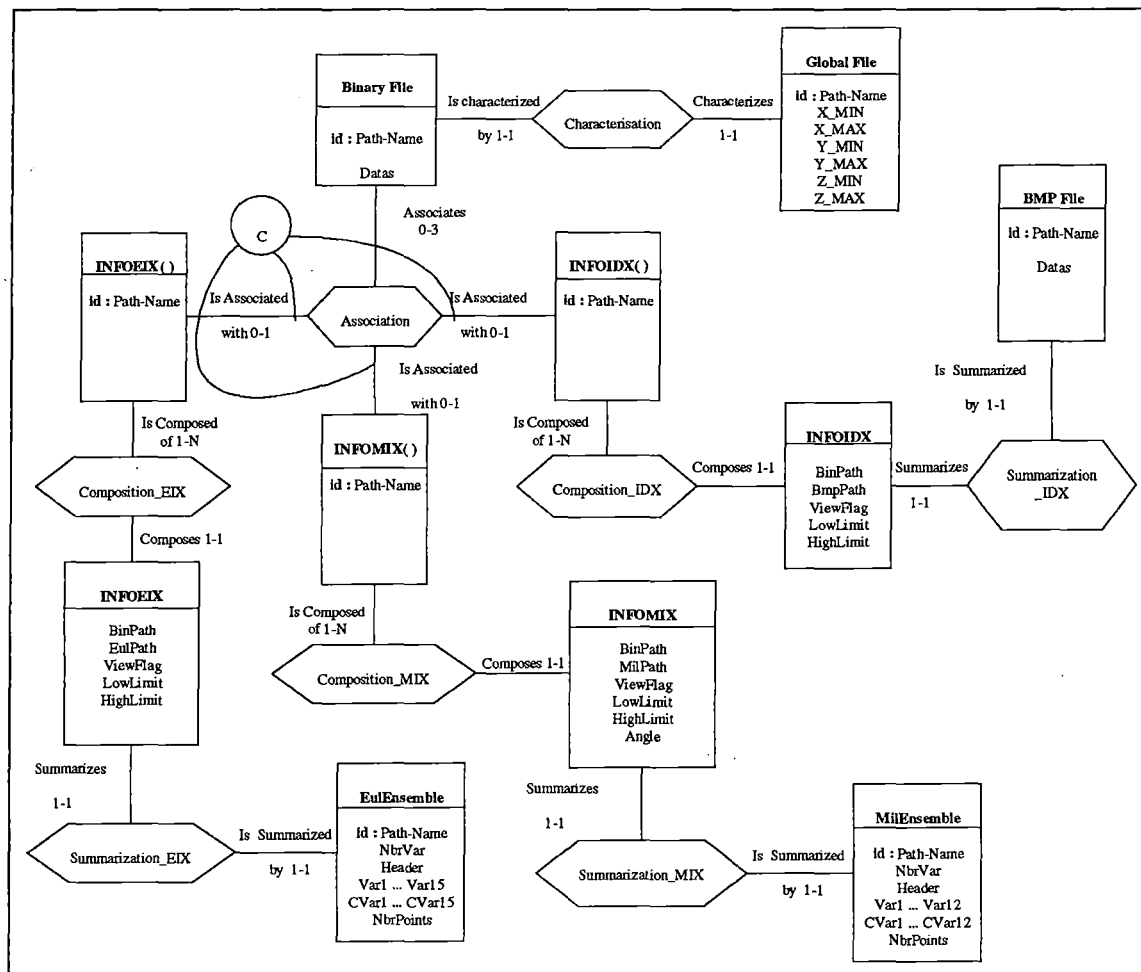 Global File
id : Path-Name
X_MIN
X_MAX
Y_MIN
Y_MAX
Z_MIN
Z_MAX
Binary File
id : Path-Name
Datas
Is characterized
by 1-1
Characterisation
Characterizes
1-1
BMP File
id : Path-Name
Datas
Associates
0-3
C
INFOEIX ( )
id : Path-Name
Is Associated
with 0-1
Association
Is Associated
with 0-1
INFOIDX ( )
id : Path-Name
Is Associated
with 0-1
Is Summarized
by 1-1
Is Composed
of 1-N
INFOMIX ( )
id : Path-Name
Is Composed
of 1-N
INFOIDX
BinPath
BmpPath
ViewFlag
LowLimit
HighLimit
Composition_EIX
Composition_IDX
Composes 1-1
Summarizes
1-1
Summarization
_IDX
Composes 1-1
INFOEIX
BinPath
EulPath
ViewFlag
LowLimit
HighLimit
Is Composed
of 1-N
Composition_MIX
Composes 1-1
INFOMIX
BinPath
MilPath
ViewFlag
LowLimit
HighLimit
Angle
Summarizes
1-1
Summarization_EIX
Is Summarized
by 1-1
EulEnsemble
id : Path-Name
NbrVar
Header
Var1 ... Var15
CVar1 ... CVar15
NbrPoints
Summarizes
1-1
Summarization_MIX
Is Summarized
by 1-1
MilEnsemble
id : Path-Name
NbrVar
Header
Var1 ... Var12
CVar1 ... CVar12
NbrPoints